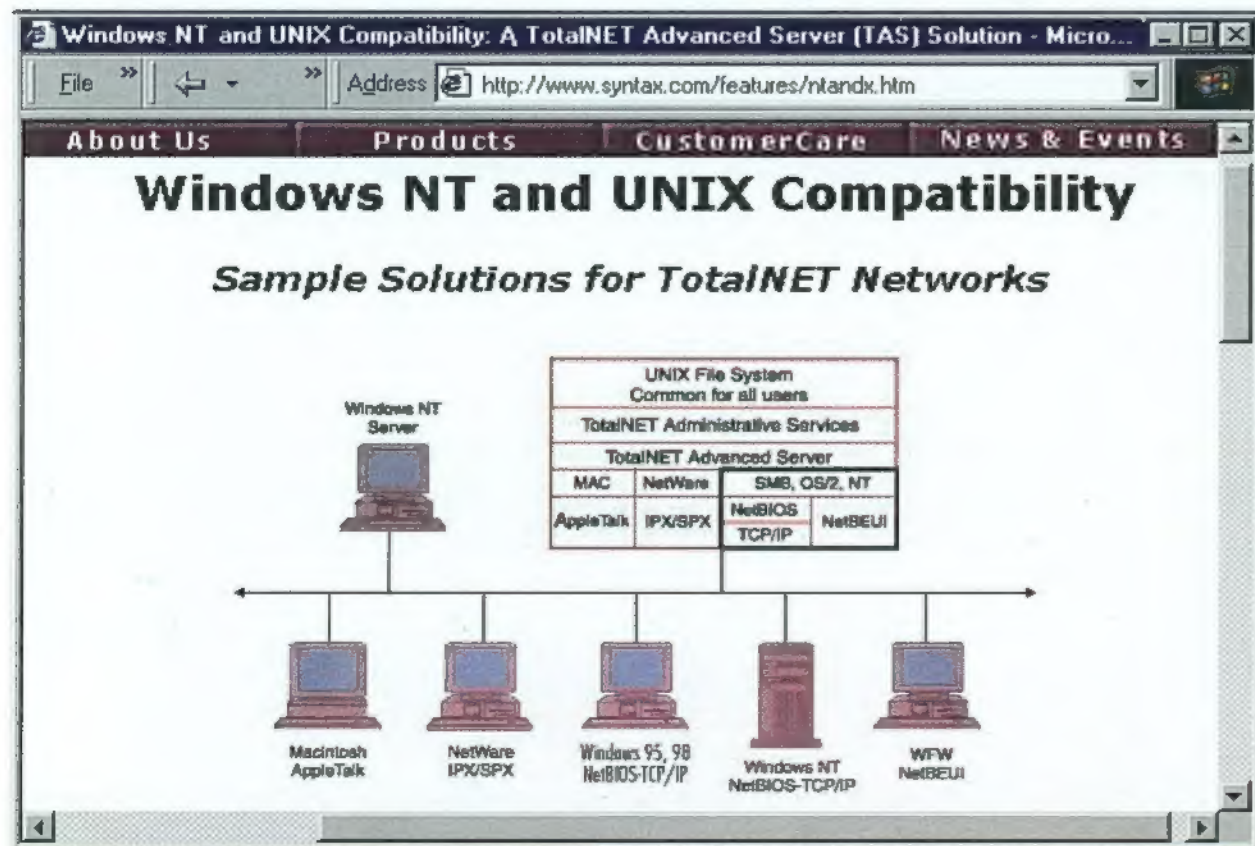 Windows NT and UNIX Compatibility: A TotalNET Advanced Server (TAS) Solution - Micro...
File » » Address http://www.syntax.com/features/ntandx.htm
About Us Products CustomerCare News & Events
Windows NT and UNIX Compatibility
Sample Solutions for TotalNET Networks
Windows NT
Server
UNIX File System
Common for all users
TotalNET Administrative Services
TotalNET Advanced Server
MAC NetWare SMB, OS/2, NT
AppleTalk IPX/SPX NetBIOS NetBEUI
TCP/IP
Macintosh
AppleTalk
NetWare
IPX/SPX
Windows 95, 98
NetBIOS-TCP/IP
Windows NT
NetBIOS-TCP/IP
WFW
NetBEUI